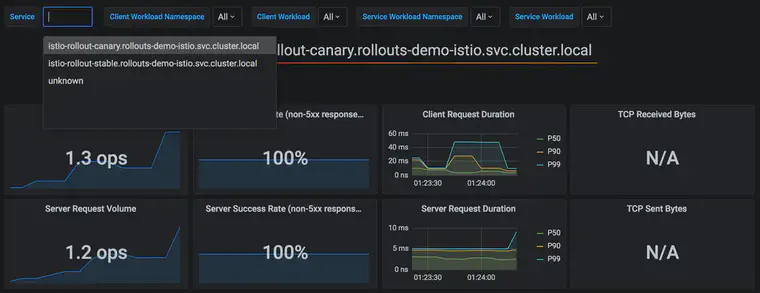 Service
Client Workload Namespace All
Client Workload All
Service Workload Namespace All
Service Workload All
istio-rollout-canary.rollouts-demo-istio.svc.cluster.local
istio-rollout-stable.rollouts-demo-istio.svc.cluster.local
unknown
ollout-canary.rollouts-demo-istio.svc.cluster.local
1.3 ops
te (non-5xx response…
100%
Client Request Duration
60 ms
40 ms
20 ms
0 ns
01:23:30 01:24:00
P50
P90
P99
TCP Received Bytes
N/A
Server Request Volume
1.2 ops
Server Success Rate (non-5xx respons…
100%
Server Request Duration
10 ms
5 ms
0 ns
01:23:30 01:24:00
P50
P90
P99
TCP Sent Bytes
N/A